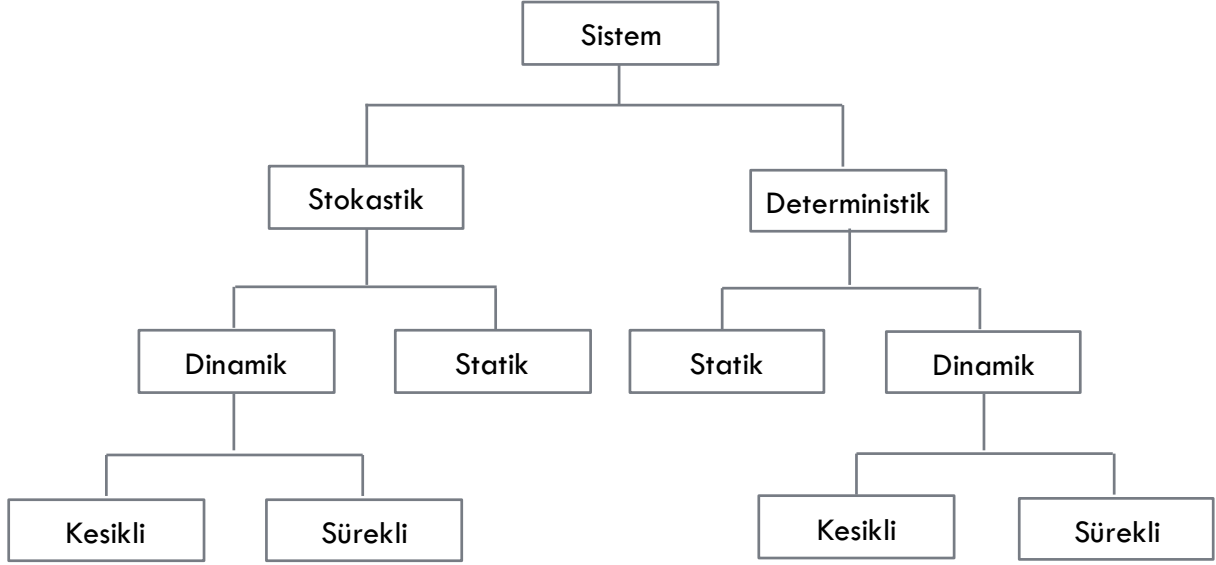 Sistem
Stokastik
Deterministik
Dinamik
Statik
Statik
Dinamik
Kesikli
Sürekli
Kesikli
Sürekli